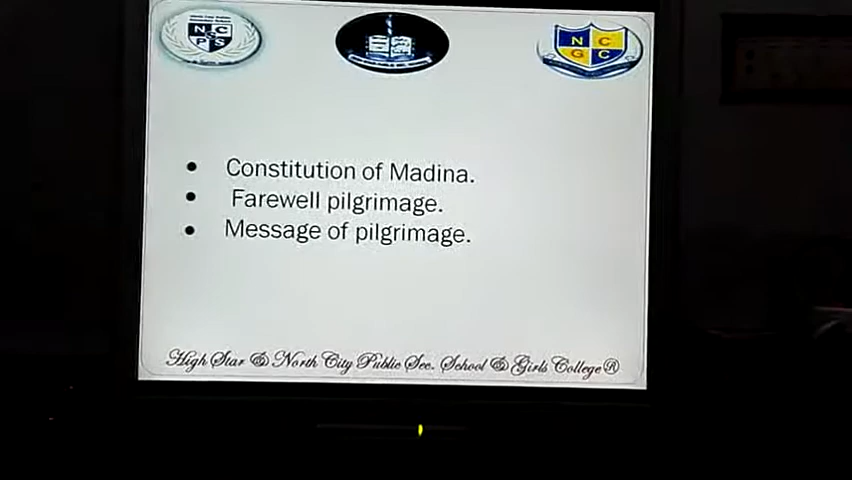 N C
S
P S
N C
G C
Constitution of Madina.
Farewell pilgrimage.
Message of pilgrimage.
High Star & North City Public Sec. School & Girls College®